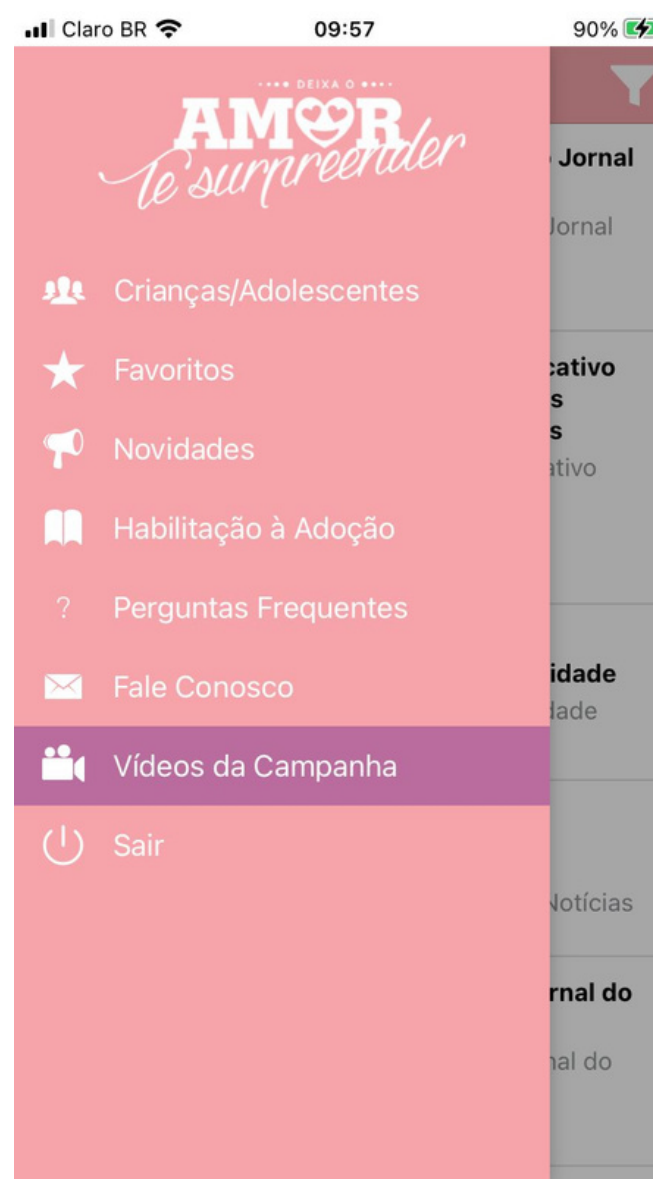 Claro BR 09:57 90%
DEIXA O
AMOR
te surpreender
Crianças/Adolescentes
Favoritos
Novidades
Habilitação à Adoção
? Perguntas Frequentes
Fale Conosco
Vídeos da Campanha
Sair
Jornal
Jornal
cativo
s
s
ativo
idade
dade
Notícias
rnal do
nal do